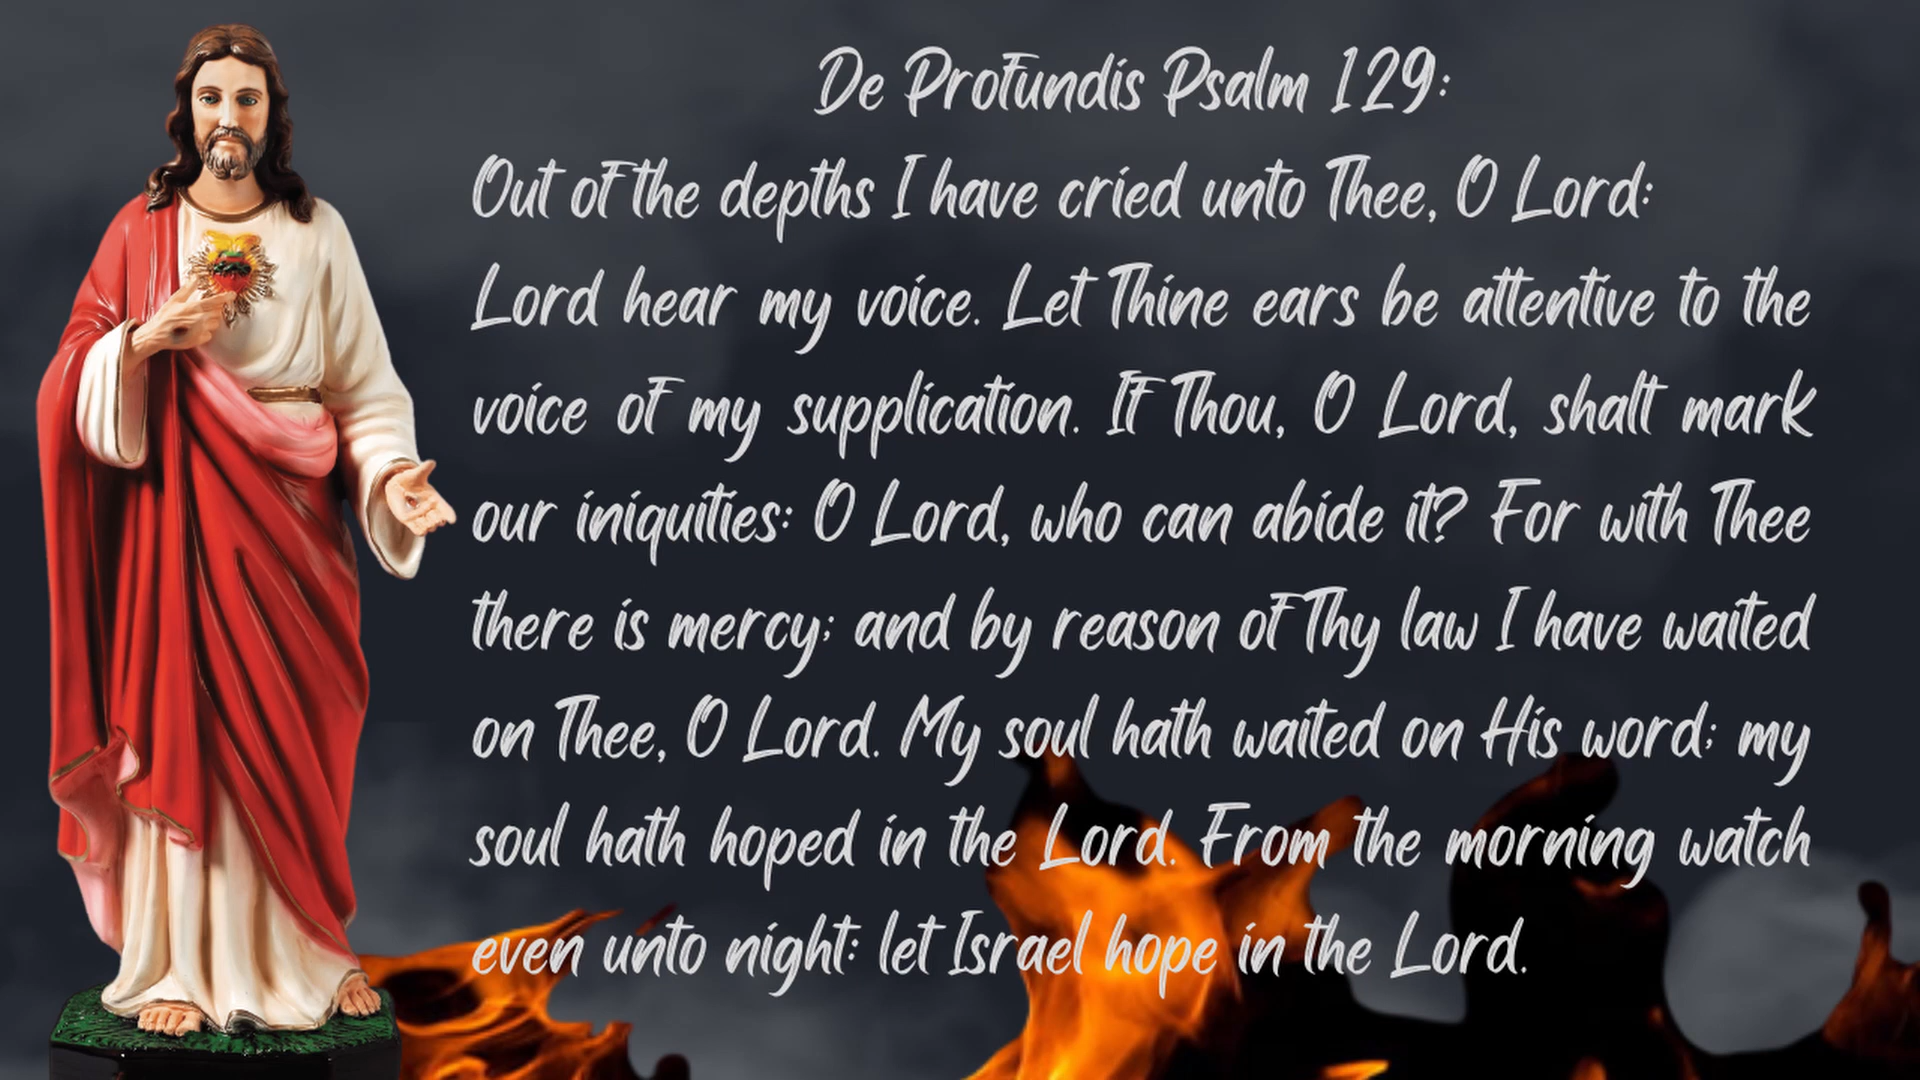 De Profundis Psalm 129:
Out of the depths I have cried unto Thee, O Lord:
Lord hear my voice. Let Thine ears be attentive to the
voice of my supplication. If Thou, O Lord, shalt mark
our iniquities: O Lord, who can abide it? For with Thee
there is mercy; and by reason of Thy law I have waited
on Thee, O Lord. My soul hath waited on His word; my
soul hath hoped in the Lord. From the morning watch
even unto night: let Israel hope in the Lord.